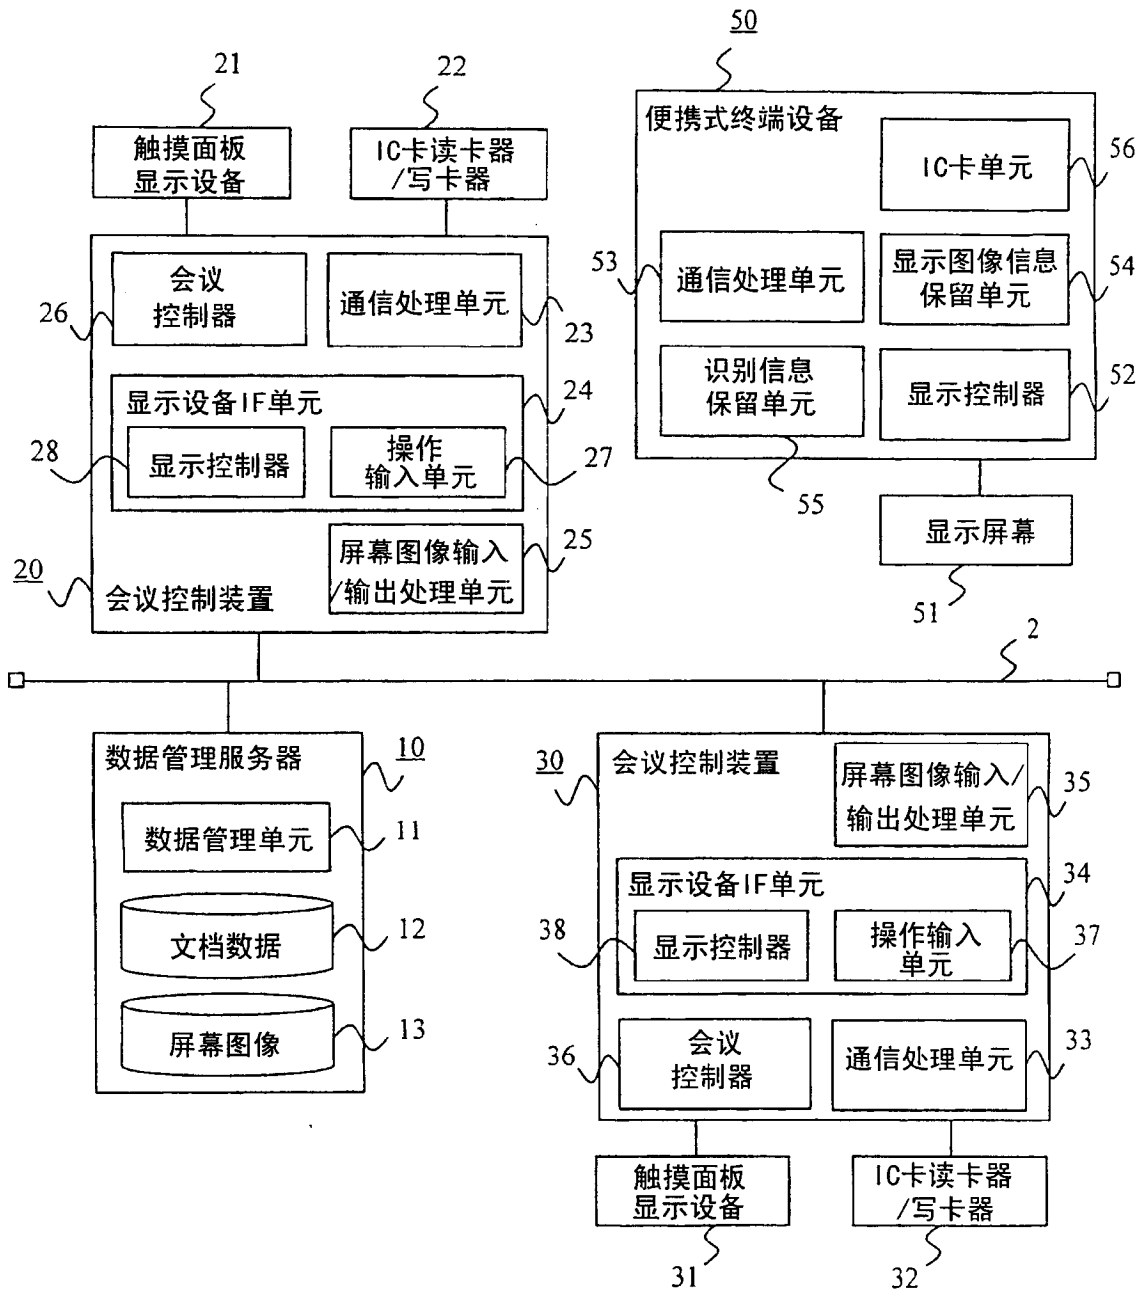 50
21
22
便携式终端设备
触摸面板
显示设备
IC卡读卡器
/写卡器
IC卡单元
56
会议
控制器
26
通信处理单元
23
53
通信处理单元
显示图像信息
保留单元
54
显示设备IF单元
24
28
显示控制器
操作
输入单元
27
识别信息
保留单元
55
显示控制器
52
屏幕图像输入
/输出处理单元
25
20
会议控制装置
显示屏幕
51
2
数据管理服务器
10
数据管理单元
11
文档数据
12
屏幕图像
13
30
会议控制装置
屏幕图像输入/
输出处理单元
35
显示设备IF单元
34
38
显示控制器
操作输入
单元
37
36
会议
控制器
通信处理单元
33
触摸面板
显示设备
IC卡读卡器
/写卡器
31
32